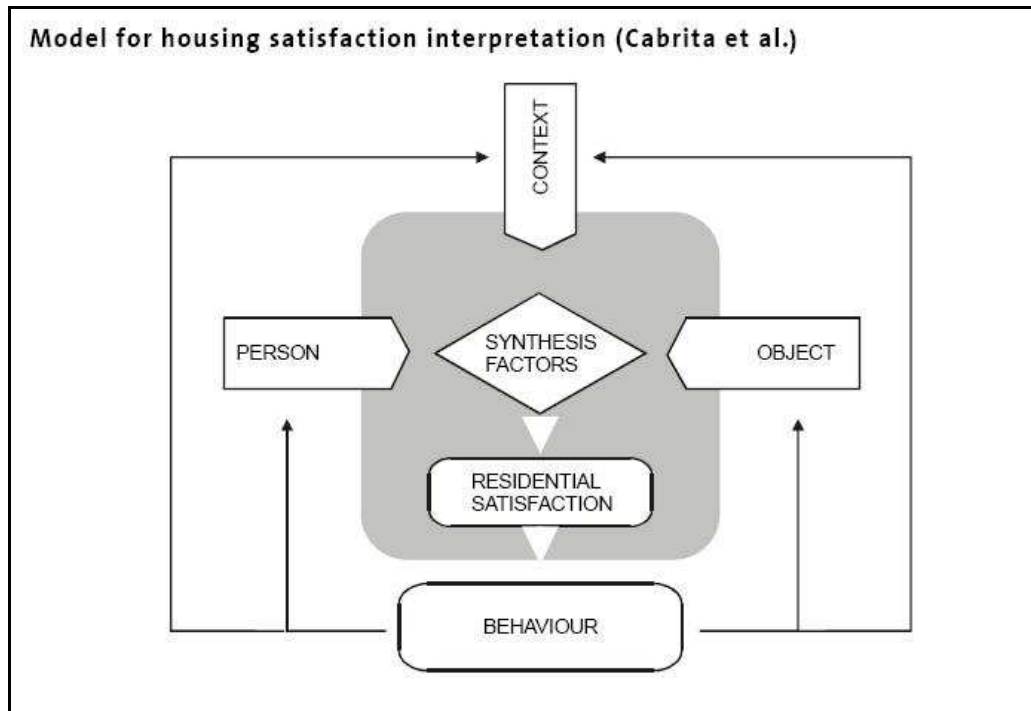 Model for housing satisfaction interpretation (Cabrita et al.)
CONTEXT
PERSON
SYNTHESIS
FACTORS
OBJECT
RESIDENTIAL
SATISFACTION
BEHAVIOUR